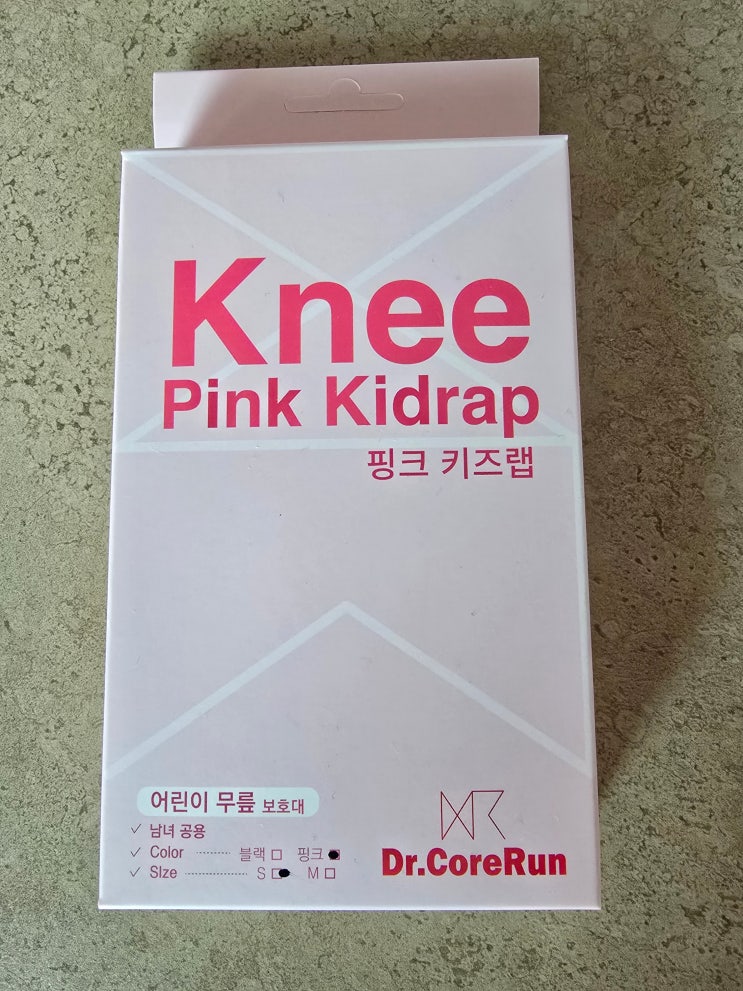 Knee
Pink Kidrap
핑크 키즈랩
어린이 무릎 보호대
✓ 남녀 공용
✓ Color ········ 블랙 □ 핑크 ■
✓ SIze ················ S ■ M □
Dr.CoreRun